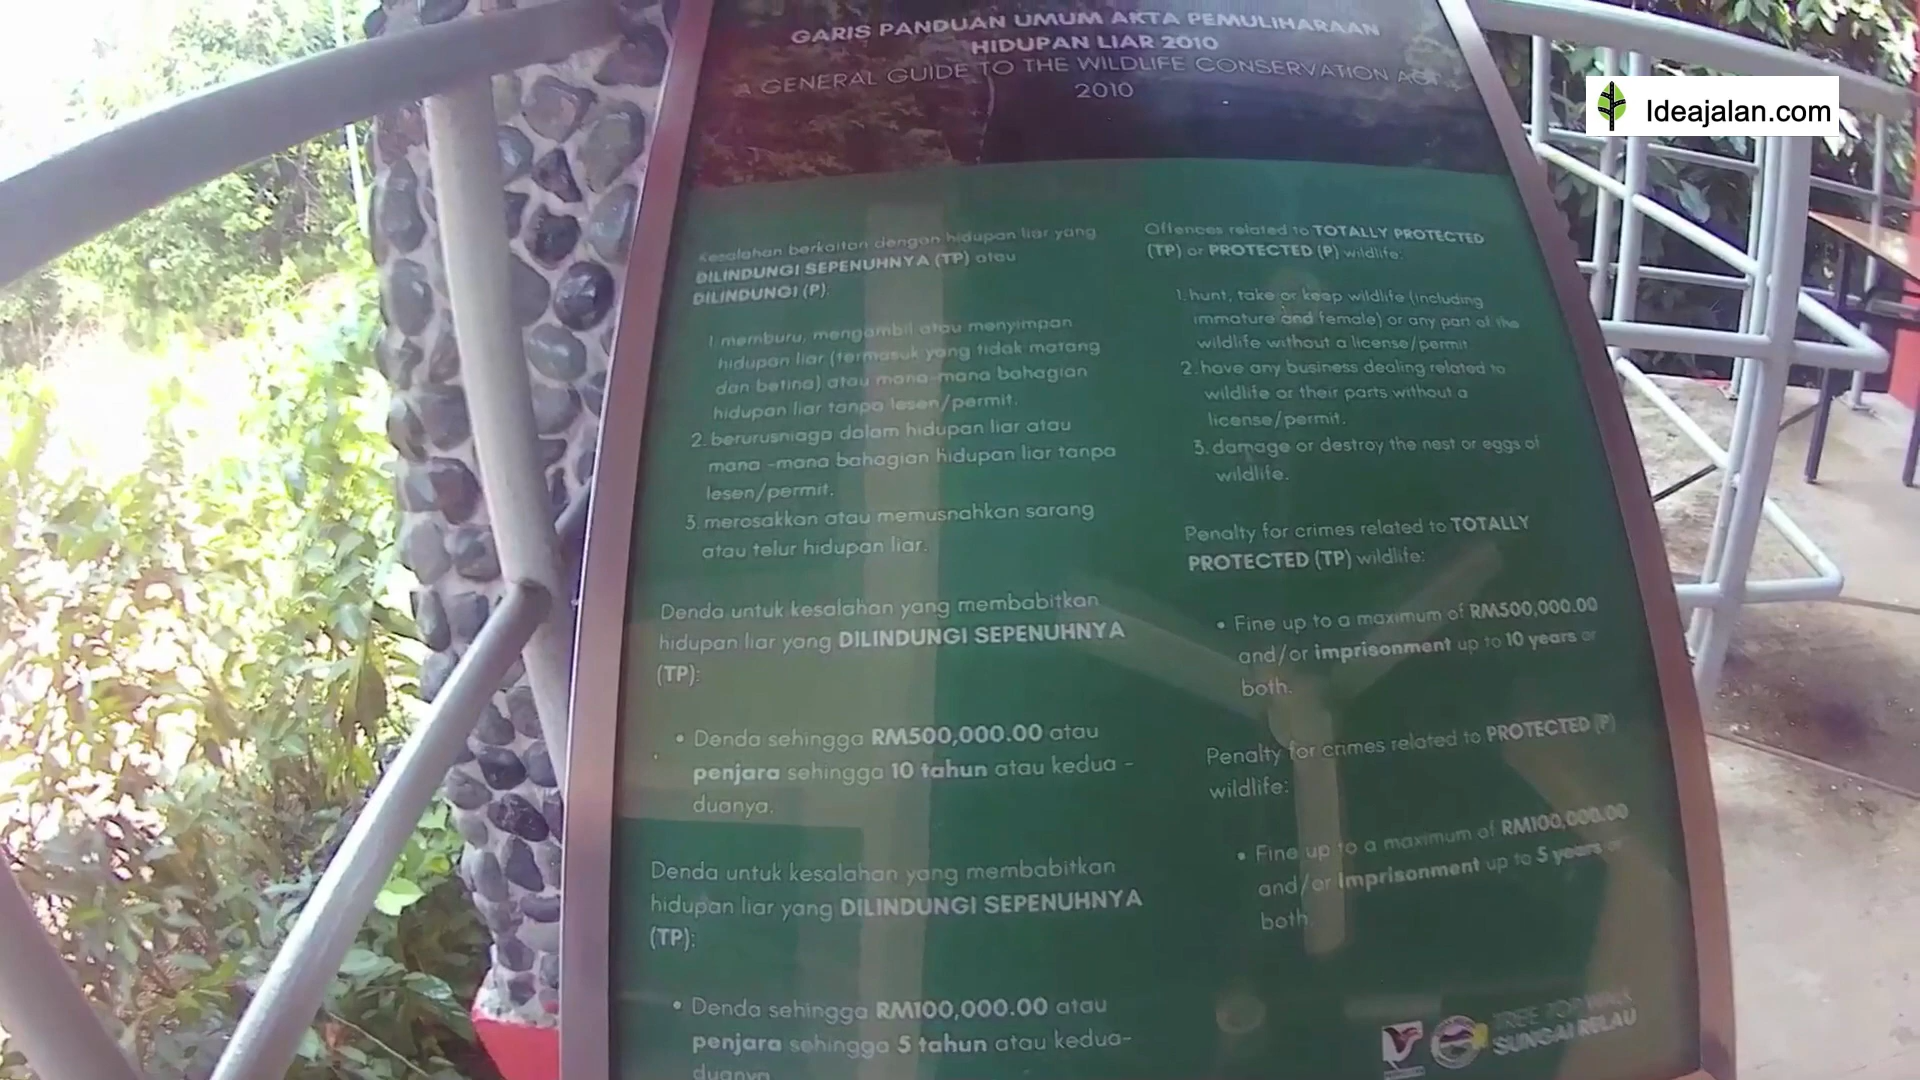 GARIS PANDUAN UMUM AKTA PEMULIHARAAN
HIDUPAN LIAR 2010
A GENERAL GUIDE TO THE WILDLIFE CONSERVATION ACT
2010
Ideajalan.com
Kesalahan berkaitan dengan hidupan liar yang
DILINDUNGI SEPENUHNYA (TP) atau
DILINDUNGI (P).
1. memburu, mengambil atau menyimpan
hidupan liar (termasuk yang tidak matang
dan betina) atau mana-mana bahagian
hidupan liar tanpa lesen/permit.
2. berurusniaga dalam hidupan liar atau
mana -mana bahagian hidupan liar tanpa
lesen/permit.
3. merosakkan atau memusnahkan sarang
atau telur hidupan liar.
Denda untuk kesalahan yang membabitkan
hidupan liar yang DILINDUNGI SEPENUHNYA
(TP):
• Denda sehingga RM500,000.00 atau
penjara sehingga 10 tahun atau kedua -
duanya.
Denda untuk kesalahan yang membabitkan
hidupan liar yang DILINDUNGI SEPENUHNYA
(TP):
• Denda sehingga RM100,000.00 atau
penjara sehingga 5 tahun atau kedua-
duanya
Offences related to TOTALLY PROTECTED
(TP) or PROTECTED (P) wildlife:
1. hunt, take or keep wildlife (including
immature and female) or any part of the
wildlife without a license/permit
2. have any business dealing related to
wildlife or their parts without a
license/permit.
3. damage or destroy the nest or eggs of
wildlife.
Penalty for crimes related to TOTALLY
PROTECTED (TP) wildlife:
• Fine up to a maximum of RM500,000.00
and/or imprisonment up to 10 years or
both.
Penalty for crimes related to PROTECTED (P)
wildlife:
• Fine up to a maximum of RM100,000.00
and/or imprisonment up to 5 years or
both.
TREE TOP WALK
SUNGAI RELAU